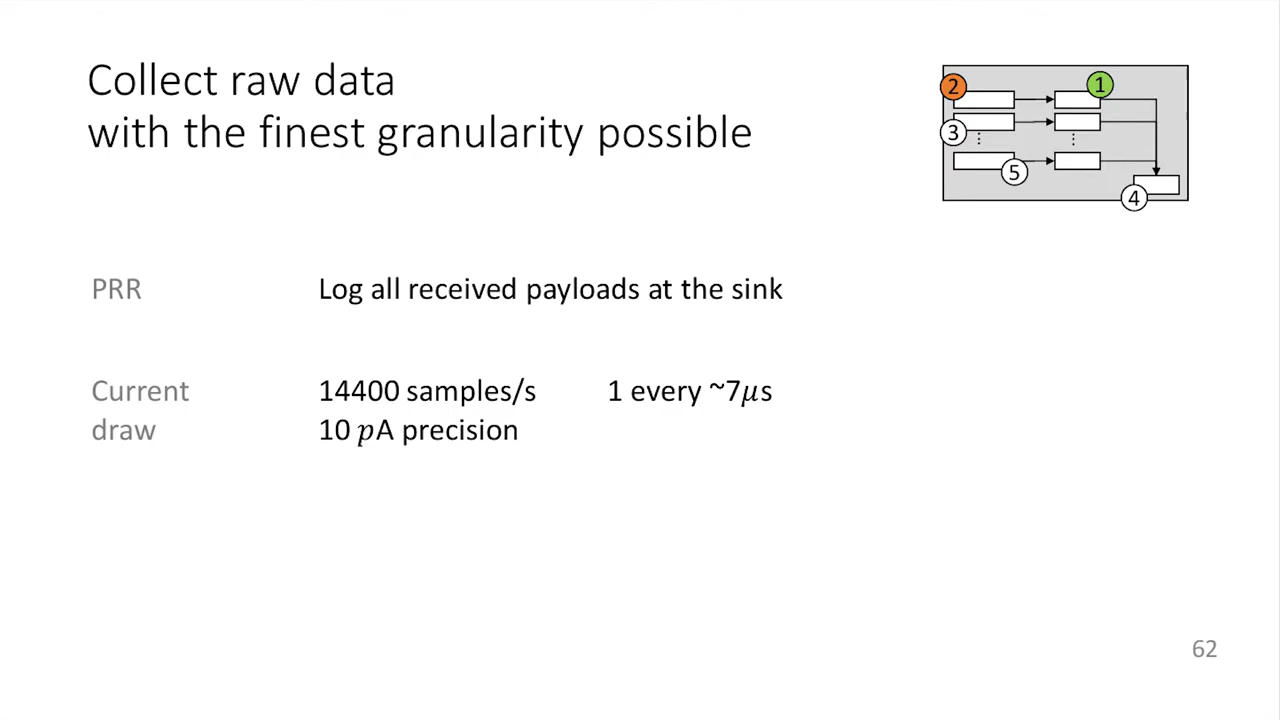 Collect raw data
with the finest granularity possible
2
1
3
5
4
PRR
Log all received payloads at the sink
Current
draw
14400 samples/s
1 every ~7𝜇s
10 𝑝A precision
62